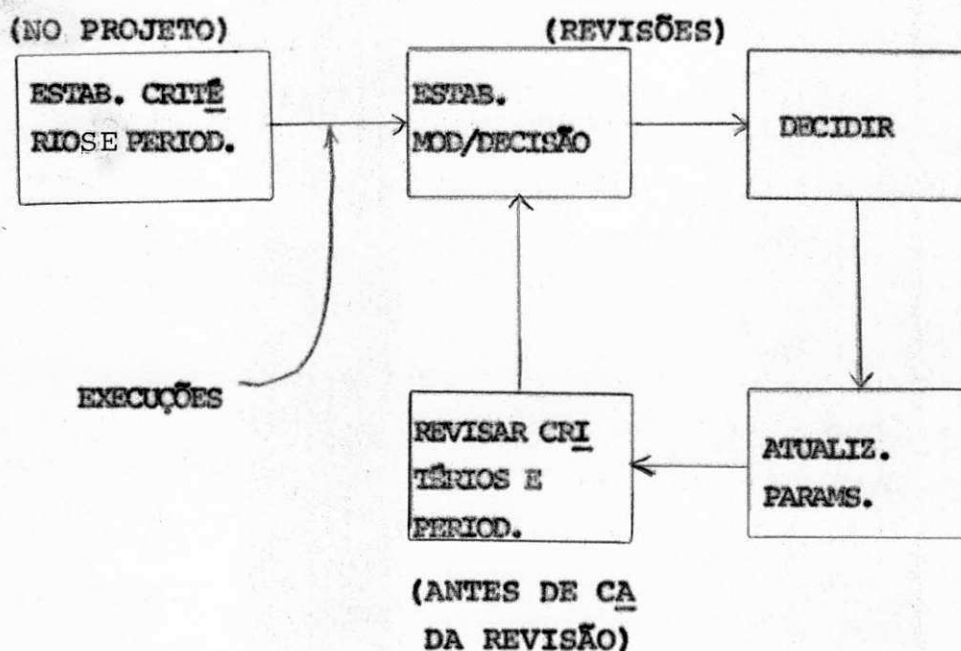 (NO PROJETO)
(REVISÕES)
ESTAB. CRITÉ
RIOSE PERIOD.
ESTAB.
MOD/DECISÃO
DECIDIR
EXECUÇÕES
REVISAR CRI
TÉRIOS E
PERIOD.
ATUALIZ.
PARAMS.
(ANTES DE CA
DA REVISÃO)